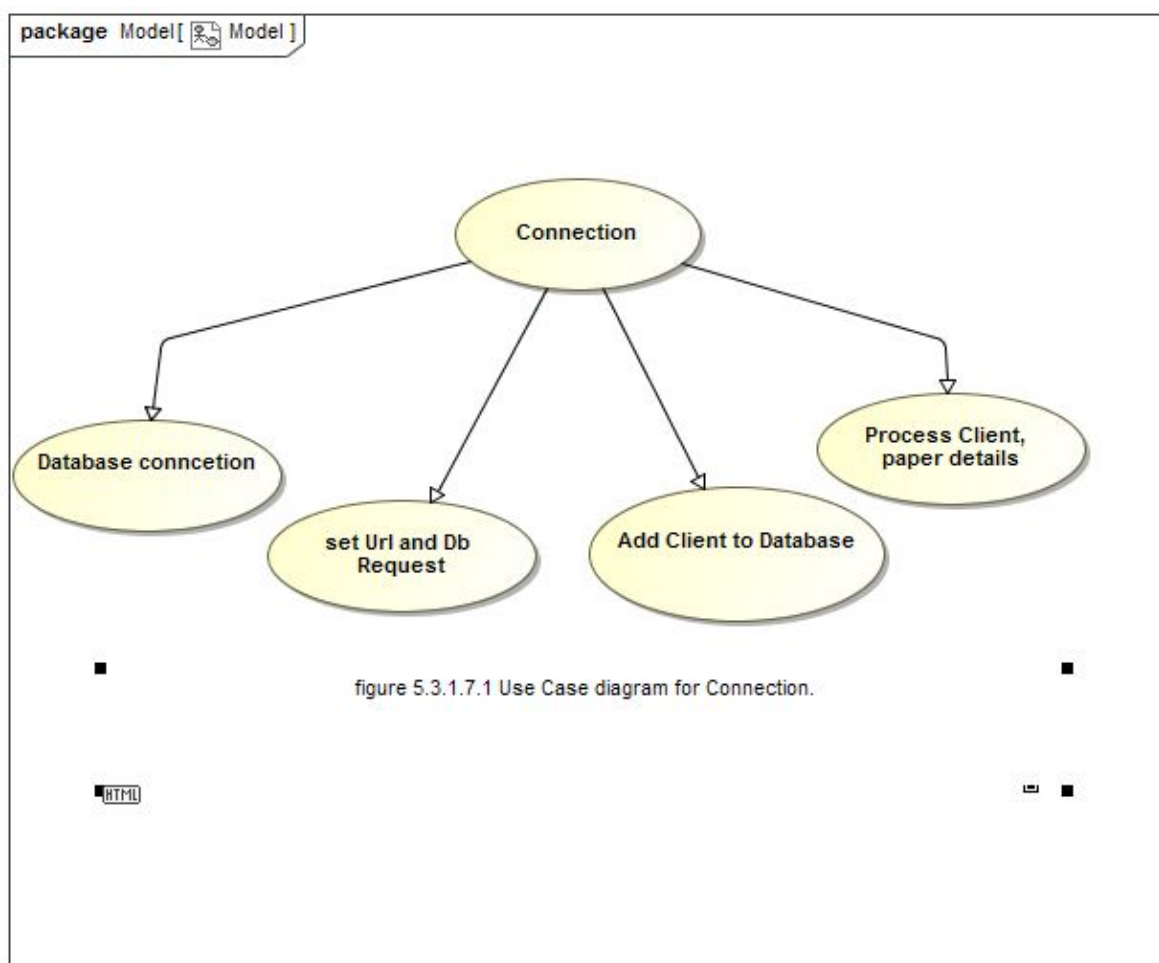 package Model[ Model ]
Connection
Database conncetion
set Url and Db
Request
Add Client to Database
Process Client,
paper details
figure 5.3.1.7.1 Use Case diagram for Connection.
HTML